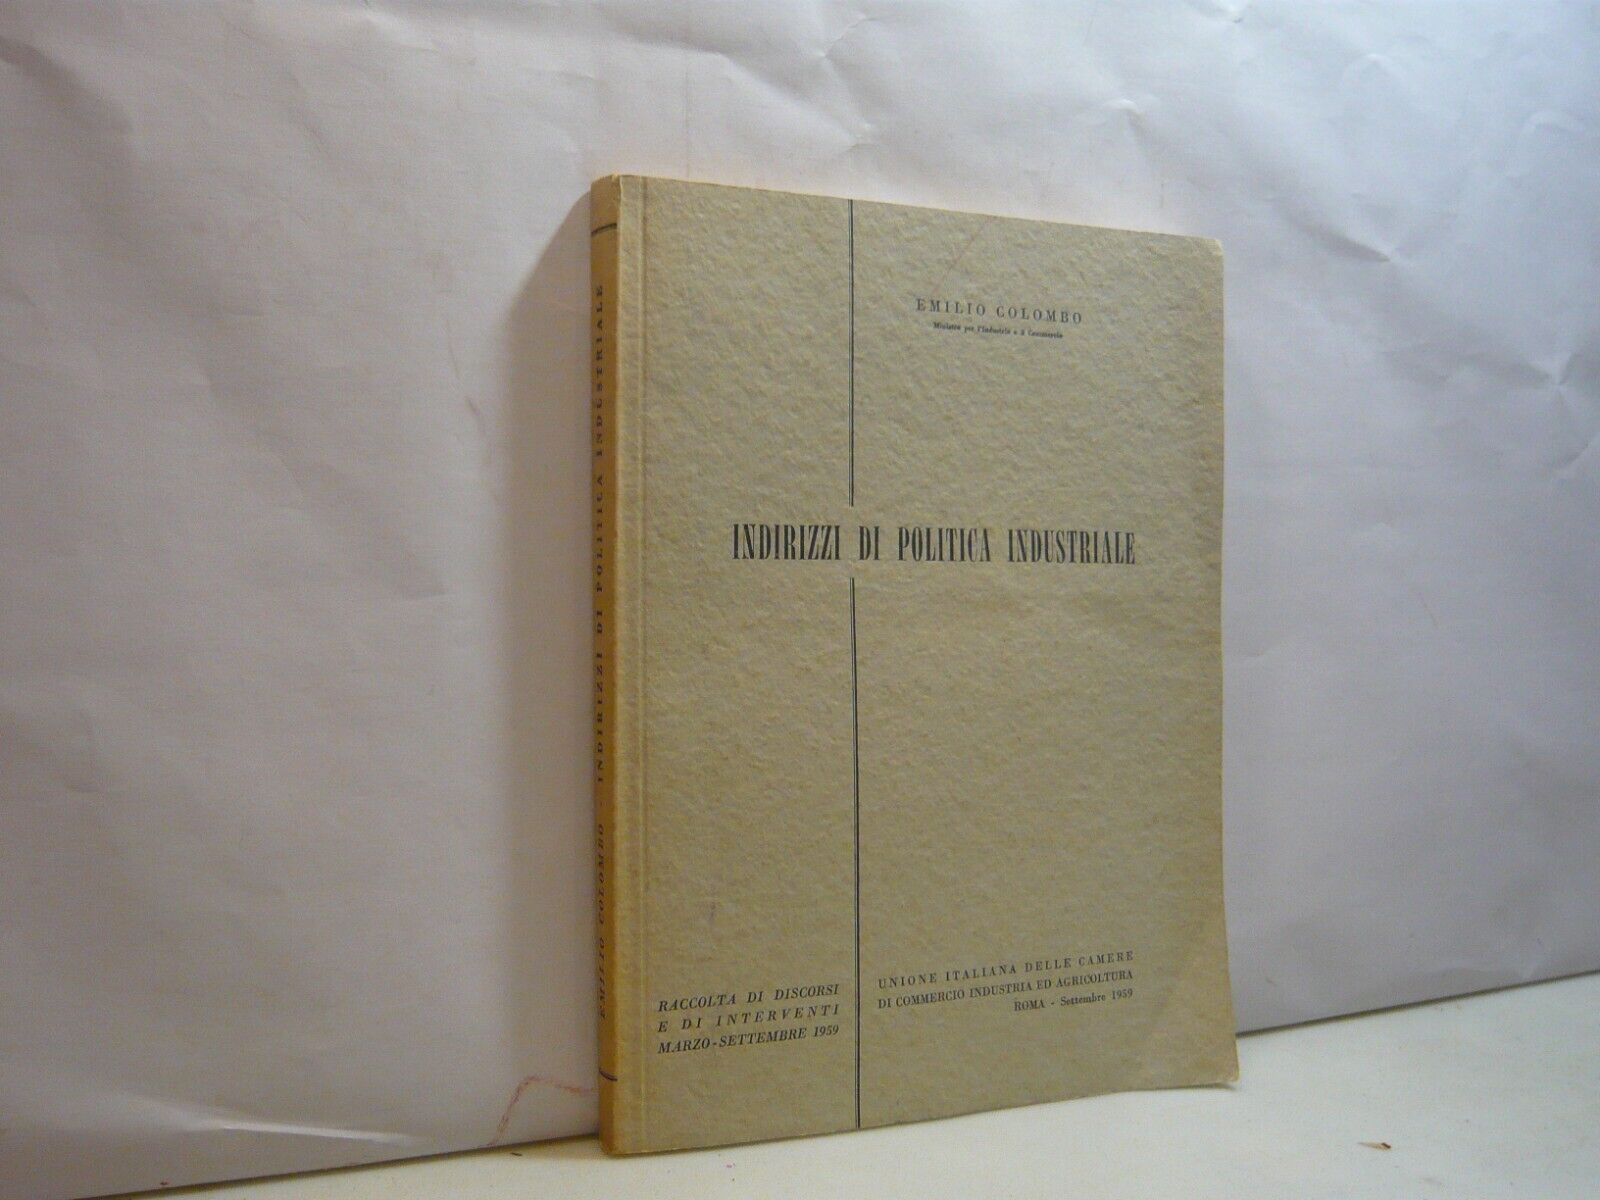 EMILIO COLOMBO
Ministro per l'Industria e il Commercio
INDIRIZZI DI POLITICA INDUSTRIALE
RACCOLTA DI DISCORSI
E DI INTERVENTI
MARZO-SETTEMBRE 1959
UNIONE ITALIANA DELLE CAMERE
DI COMMERCIO INDUSTRIA ED AGRICOLTURA
ROMA - Settembre 1959
EMILIO COLOMBO - INDIRIZZI DI POLITICA INDUSTRIALE